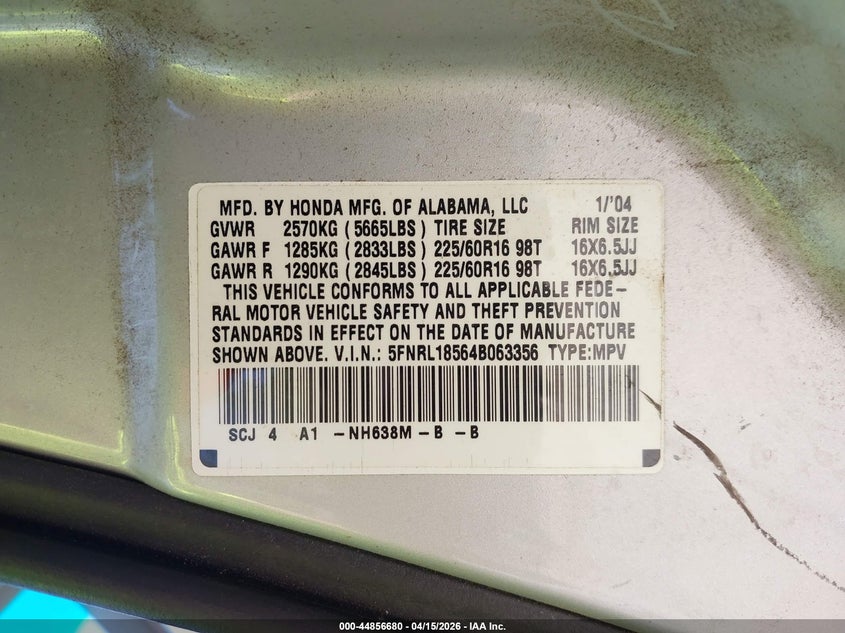 MFD. BY HONDA MFG. OF ALABAMA, LLC 1/'04
GVWR 2570KG (5665LBS) TIRE SIZE RIM SIZE
GAWR F 1285KG (2833LBS) 225/60R16 98T 16X6.5JJ
GAWR R 1290KG (2845LBS) 225/60R16 98T 16X6.5JJ
THIS VEHICLE CONFORMS TO ALL APPLICABLE FEDE-
RAL MOTOR VEHICLE SAFETY AND THEFT PREVENTION
STANDARDS IN EFFECT ON THE DATE OF MANUFACTURE
SHOWN ABOVE. V.I.N.: 5FNRL18564B063356 TYPE:MPV
SCJ 4 A1 -NH638M-B -B
000-44856680 - 04/15/2026 - IAA Inc.